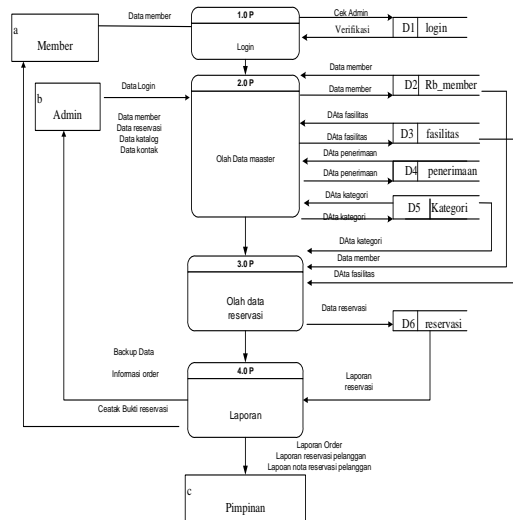 a
Member
Data member
1.0 P
Login
Cek Admin
Verifikasi
D1 login
b
Admin
Data Login
Data member
Data reservasi
Data katalog
Data kontak
2.0 P
Olah Data maaster
Data member
Data member
D2 Rb_member
DAta fasilitas
DAta fasilitas
D3 fasilitas
DAta penerimaan
DAta penerimaan
D4 penerimaan
DAta kategori
DAta kategori
D5 Kategori
DAta kategori
Data member
DAta fasilitas
3.0 P
Olah data
reservasi
Data reservasi
D6 reservasi
Backup Data
Informasi order
Ceatak Bukti reservasi
4.0 P
Laporan
Laporan
reservasi
Laporan Order
Laporan reservasi pelanggan
Lapoan nota reservasi pelanggan
c
Pimpinan